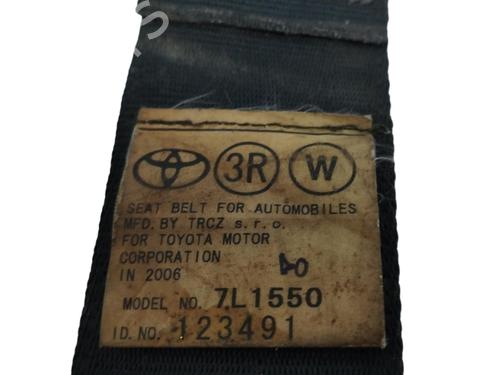 3R W
SEAT BELT FOR AUTOMOBILES
MFD. BY TRCZ s.r.o.
FOR TOYOTA MOTOR
CORPORATION
IN 2006
MODEL NO. 7L1550
ID. NO. 123491